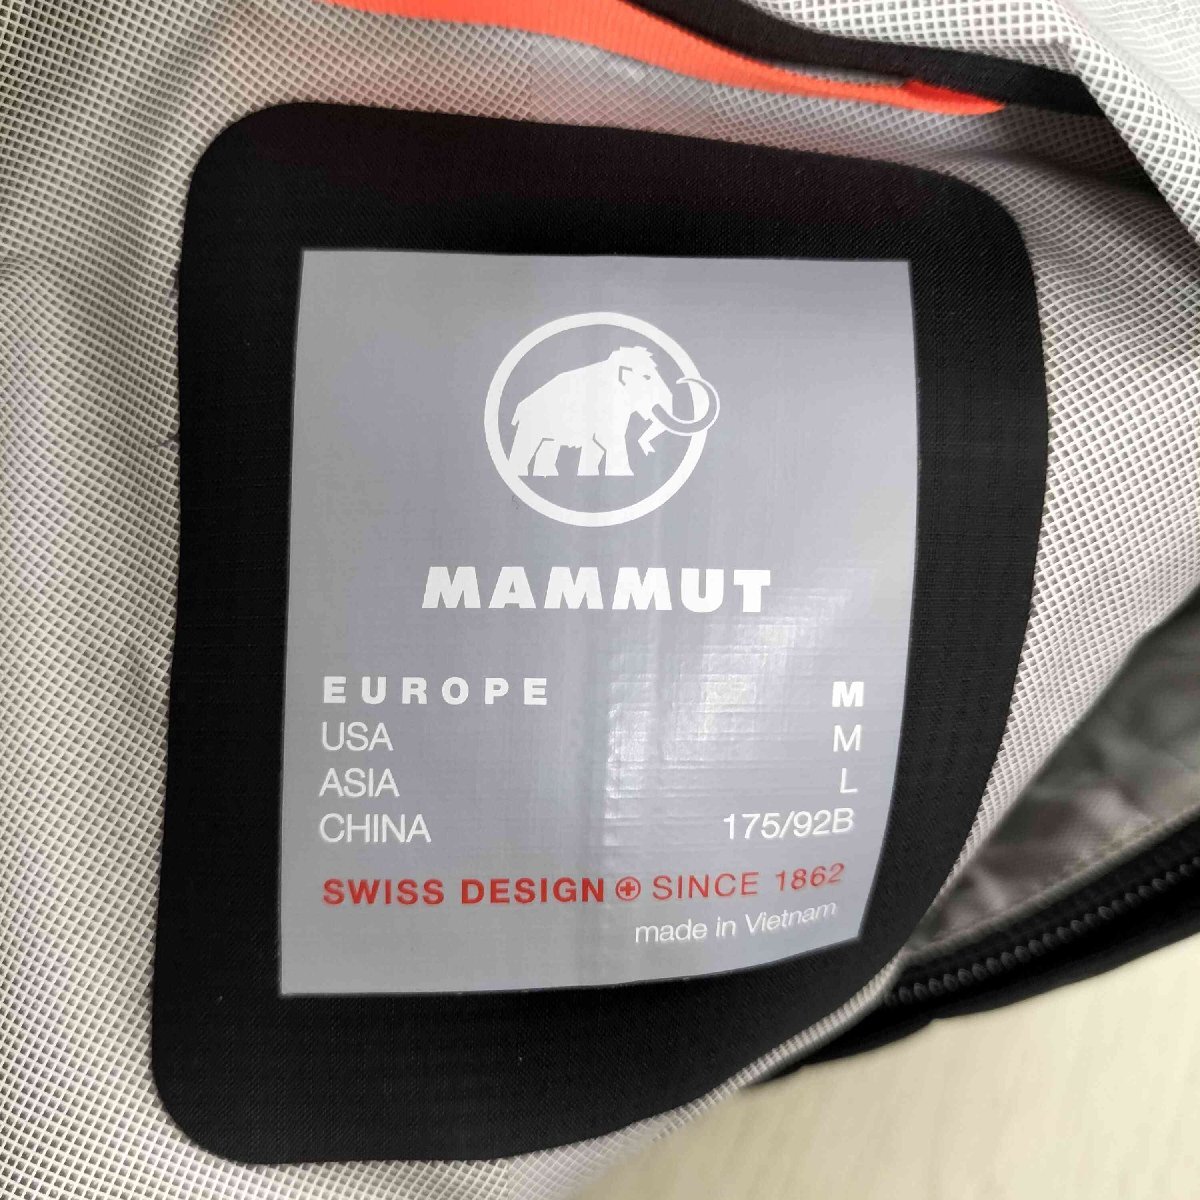 MAMMUT
EUROPE M
USA M
ASIA L
CHINA 175/92B
SWISS DESIGN SINCE 1862
made in Vietnam